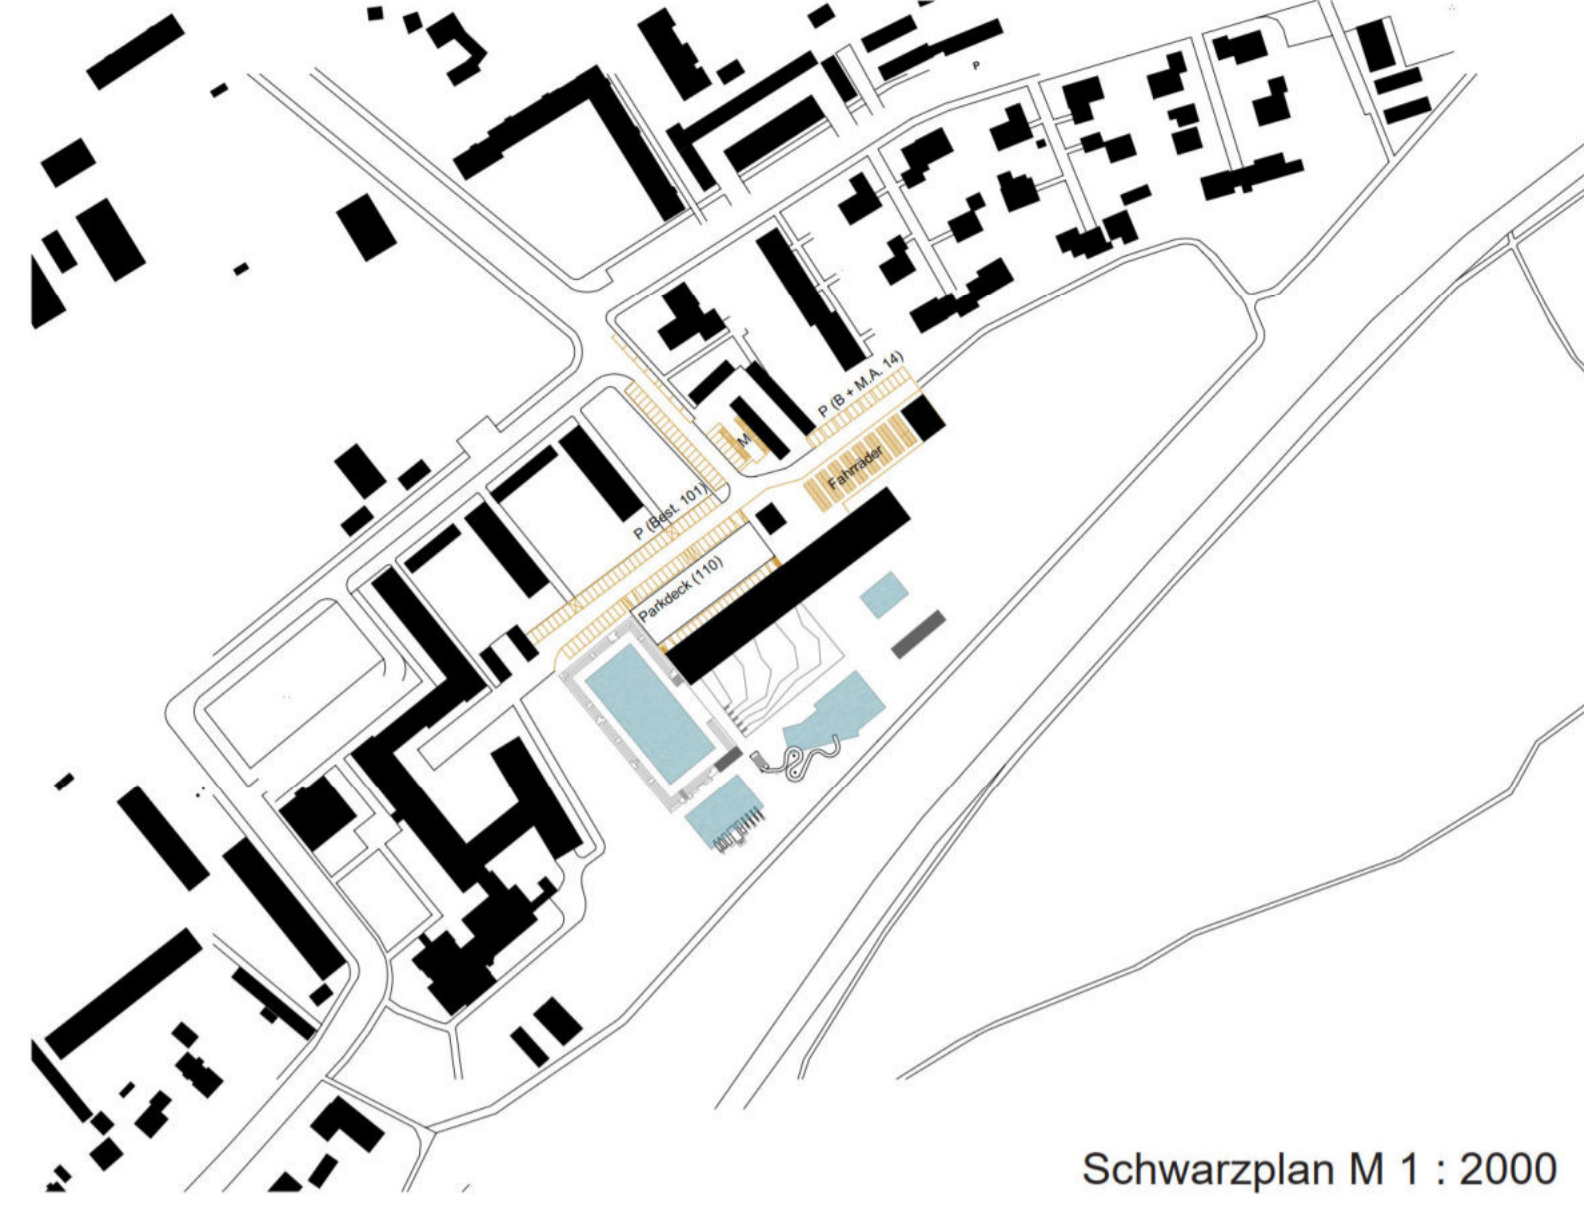 P
P (B + M.A. 14)
M
Fahrräder
P (Best. 101)
Parkdeck (110)
Schwarzplan M 1 : 2000